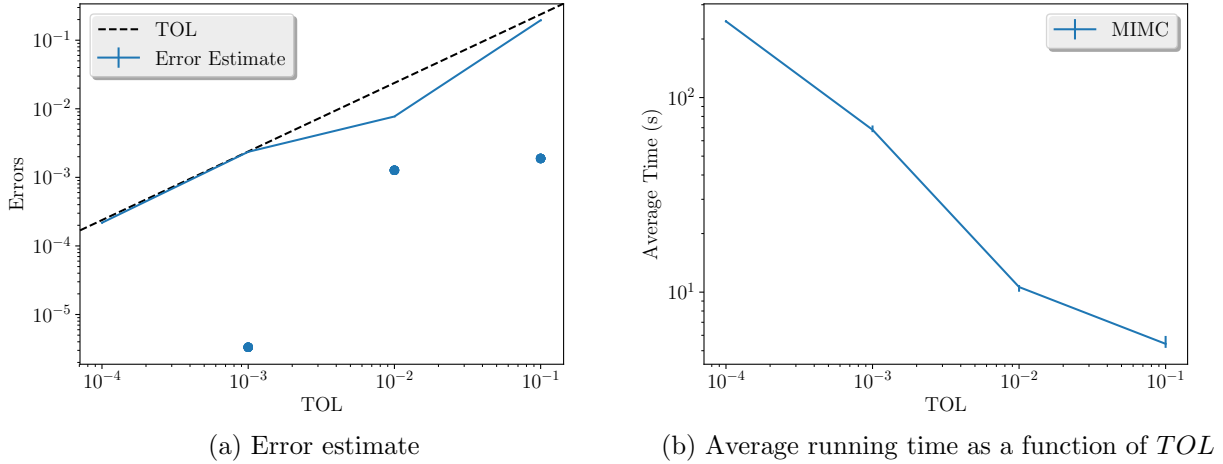 TOL
Error Estimate
10^{-1}
10^{-2}
10^{-3}
10^{-4}
10^{-5}
Errors
10^{-4} 10^{-3} 10^{-2} 10^{-1}
TOL
(a) Error estimate
MIMC
10^{2}
10^{1}
Average Time (s)
10^{-4} 10^{-3} 10^{-2} 10^{-1}
TOL
(b) Average running time as a function of TOL